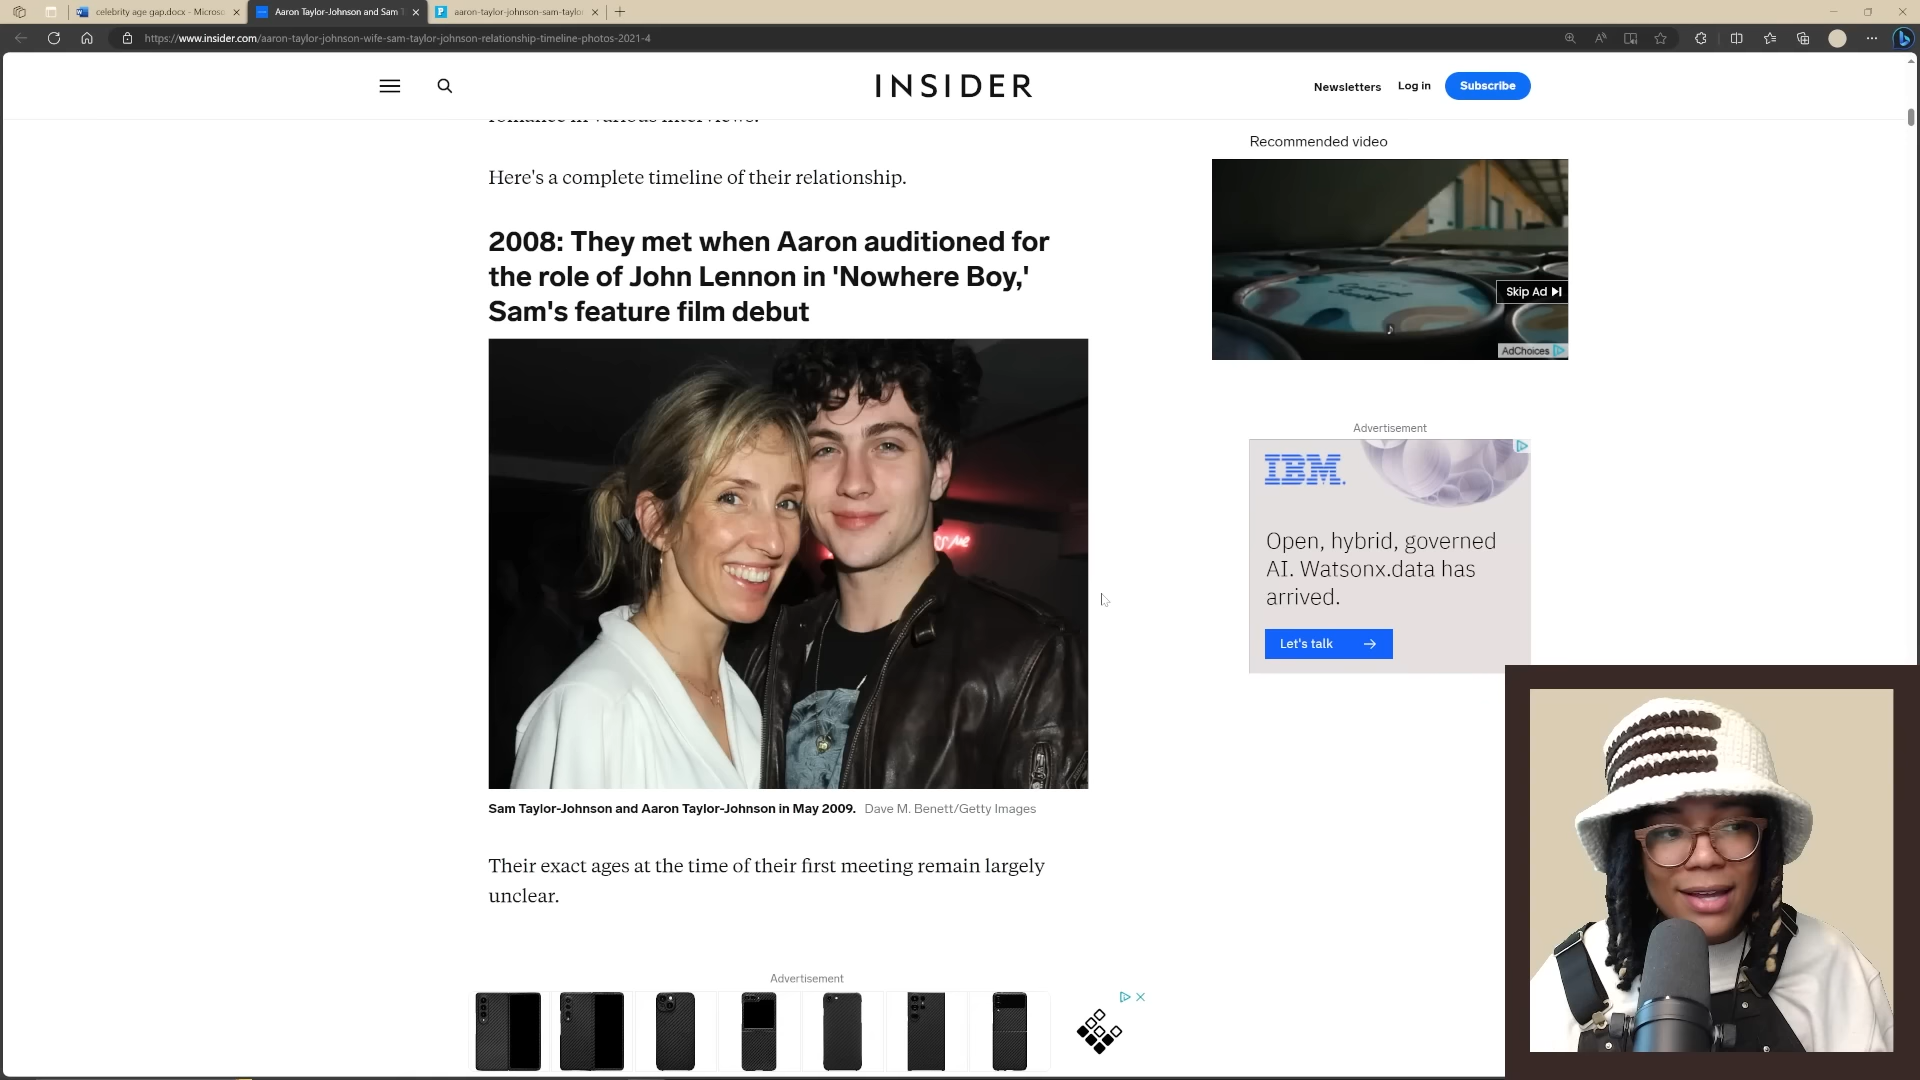 celebrity age gap.docx - Microso
Aaron Taylor-Johnson and Sam T
aaron-taylor-johnson-sam-taylo
https://www.insider.com/aaron-taylor-johnson-wife-sam-taylor-johnson-relationship-timeline-photos-2021-4
INSIDER
Newsletters
Log in
Subscribe
romance in various interviews.
Here's a complete timeline of their relationship.
2008: They met when Aaron auditioned for
the role of John Lennon in 'Nowhere Boy,'
Sam's feature film debut
Sam Taylor-Johnson and Aaron Taylor-Johnson in May 2009. Dave M. Benett/Getty Images
Their exact ages at the time of their first meeting remain largely
unclear.
Advertisement
Recommended video
Skip Ad
AdChoices
Advertisement
IBM.
Open, hybrid, governed
AI. Watsonx.data has
arrived.
Let's talk